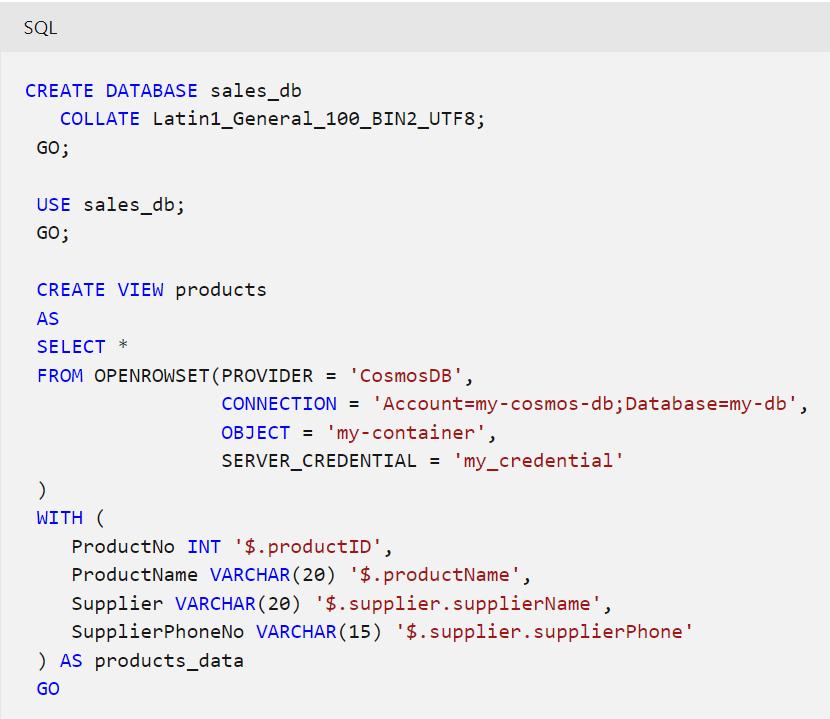 SQL
CREATE DATABASE sales_db
COLLATE Latin1_General_100_BIN2_UTF8;
GO;
USE sales_db;
GO;
CREATE VIEW products
AS
SELECT *
FROM OPENROWSET(PROVIDER = 'CosmosDB',
CONNECTION = 'Account=my-cosmos-db;Database=my-db',
OBJECT = 'my-container',
SERVER_CREDENTIAL = 'my_credential'
)
WITH (
ProductNo INT '$.productID',
ProductName VARCHAR(20) '$.productName',
Supplier VARCHAR(20) '$.supplier.supplierName',
SupplierPhoneNo VARCHAR(15) '$.supplier.supplierPhone'
) AS products_data
GO